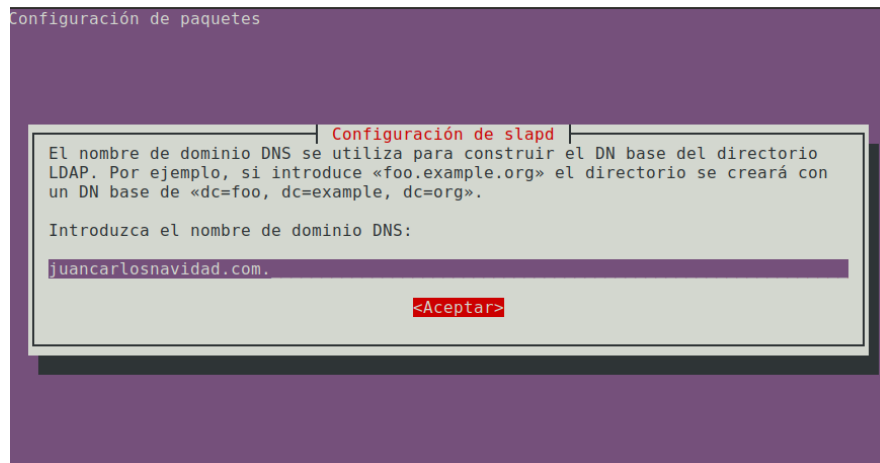 Configuración de paquetes
Configuración de slapd
El nombre de dominio DNS se utiliza para construir el DN base del directorio
LDAP. Por ejemplo, si introduce «foo.example.org» el directorio se creará con
un DN base de «dc=foo, dc=example, dc=org».
Introduzca el nombre de dominio DNS:
juancarlosnavidad.com.
<Aceptar>